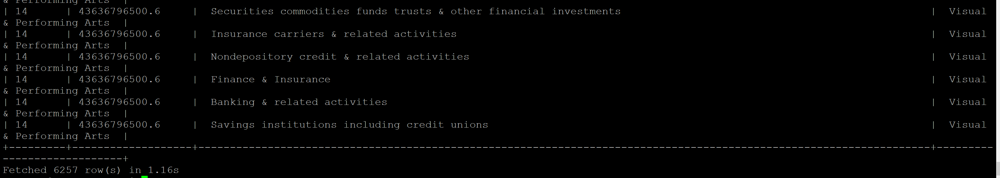 & Performing Arts |
| 14 | 43636796500.6 | Securities commodities funds trusts & other financial investments | Visual
& Performing Arts |
| 14 | 43636796500.6 | Insurance carriers & related activities | Visual
& Performing Arts |
| 14 | 43636796500.6 | Nondepository credit & related activities | Visual
& Performing Arts |
| 14 | 43636796500.6 | Finance & Insurance | Visual
& Performing Arts |
| 14 | 43636796500.6 | Banking & related activities | Visual
& Performing Arts |
| 14 | 43636796500.6 | Savings institutions including credit unions | Visual
& Performing Arts |
+---------+-------------------+--------------------------------------------------------------------------------------------------------------------+---------
-------------------+
Fetched 6257 row(s) in 1.16s